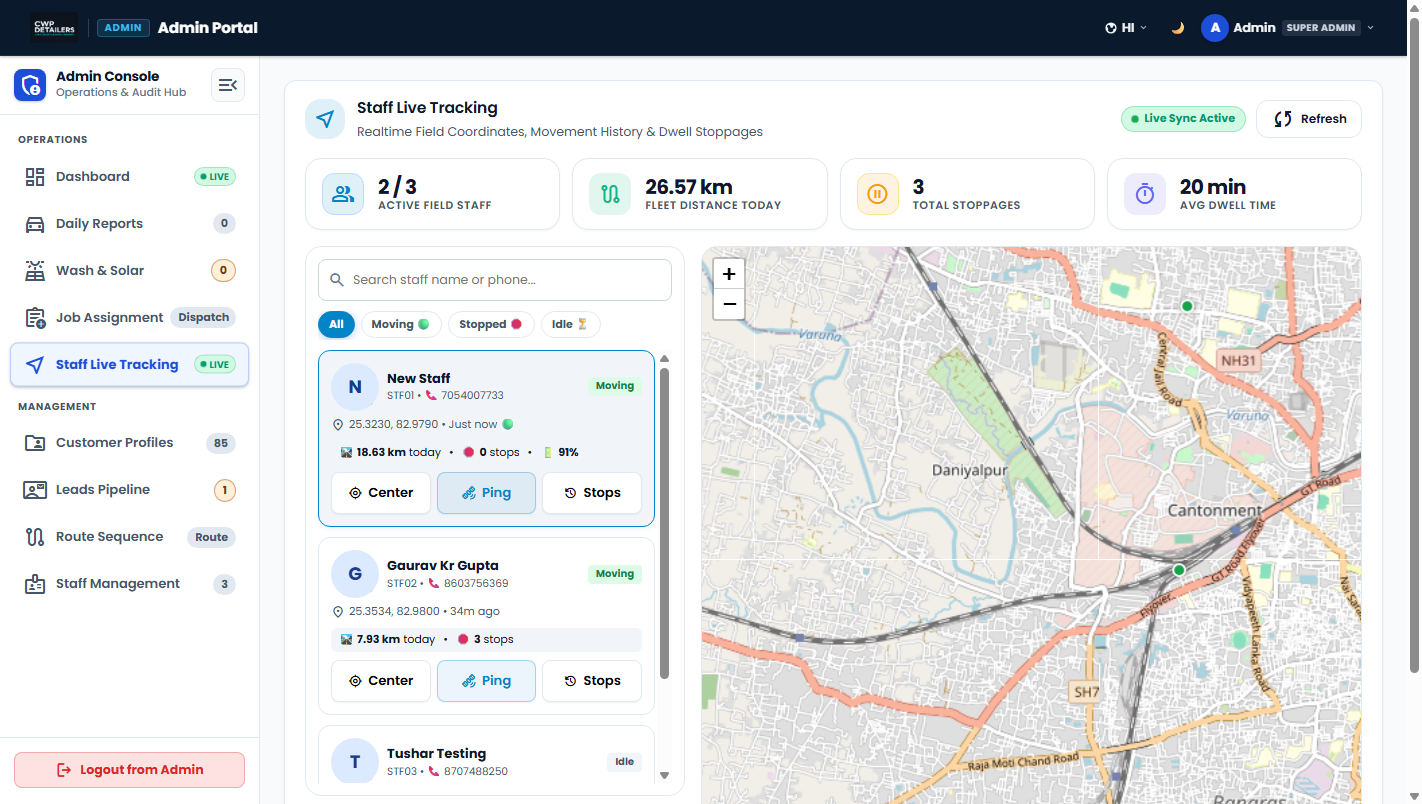 CWP
DETAILERS
ADMIN
Admin Portal
HI
A
Admin
SUPER ADMIN
Admin Console
Operations & Audit Hub
OPERATIONS
Dashboard
LIVE
Daily Reports
0
Wash & Solar
0
Job Assignment
Dispatch
Staff Live Tracking
LIVE
MANAGEMENT
Customer Profiles
85
Leads Pipeline
1
Route Sequence
Route
Staff Management
3
Logout from Admin
Staff Live Tracking
Realtime Field Coordinates, Movement History & Dwell Stoppages
Live Sync Active
Refresh
2 / 3
ACTIVE FIELD STAFF
26.57 km
FLEET DISTANCE TODAY
3
TOTAL STOPPAGES
20 min
AVG DWELL TIME
Search staff name or phone...
All
Moving
Stopped
Idle
N
New Staff
STF01 • 7054007733
Moving
25.3230, 82.9790 • Just now
18.63 km today • 0 stops • 91%
Center
Ping
Stops
G
Gaurav Kr Gupta
STF02 • 8603756369
Moving
25.3534, 82.9800 • 34m ago
7.93 km today • 3 stops
Center
Ping
Stops
T
Tushar Testing
STF03 • 8707488250
Idle
+
−
Varuna
Central Jail Road
NH31
Varuna
Daniyalpur
GT Road
Cantonment
GT Road Flyover
Flyover
Vidyapeeth Lanka Road
Nai Sarak
SH7
Raja Moti Chand Road
Banaras